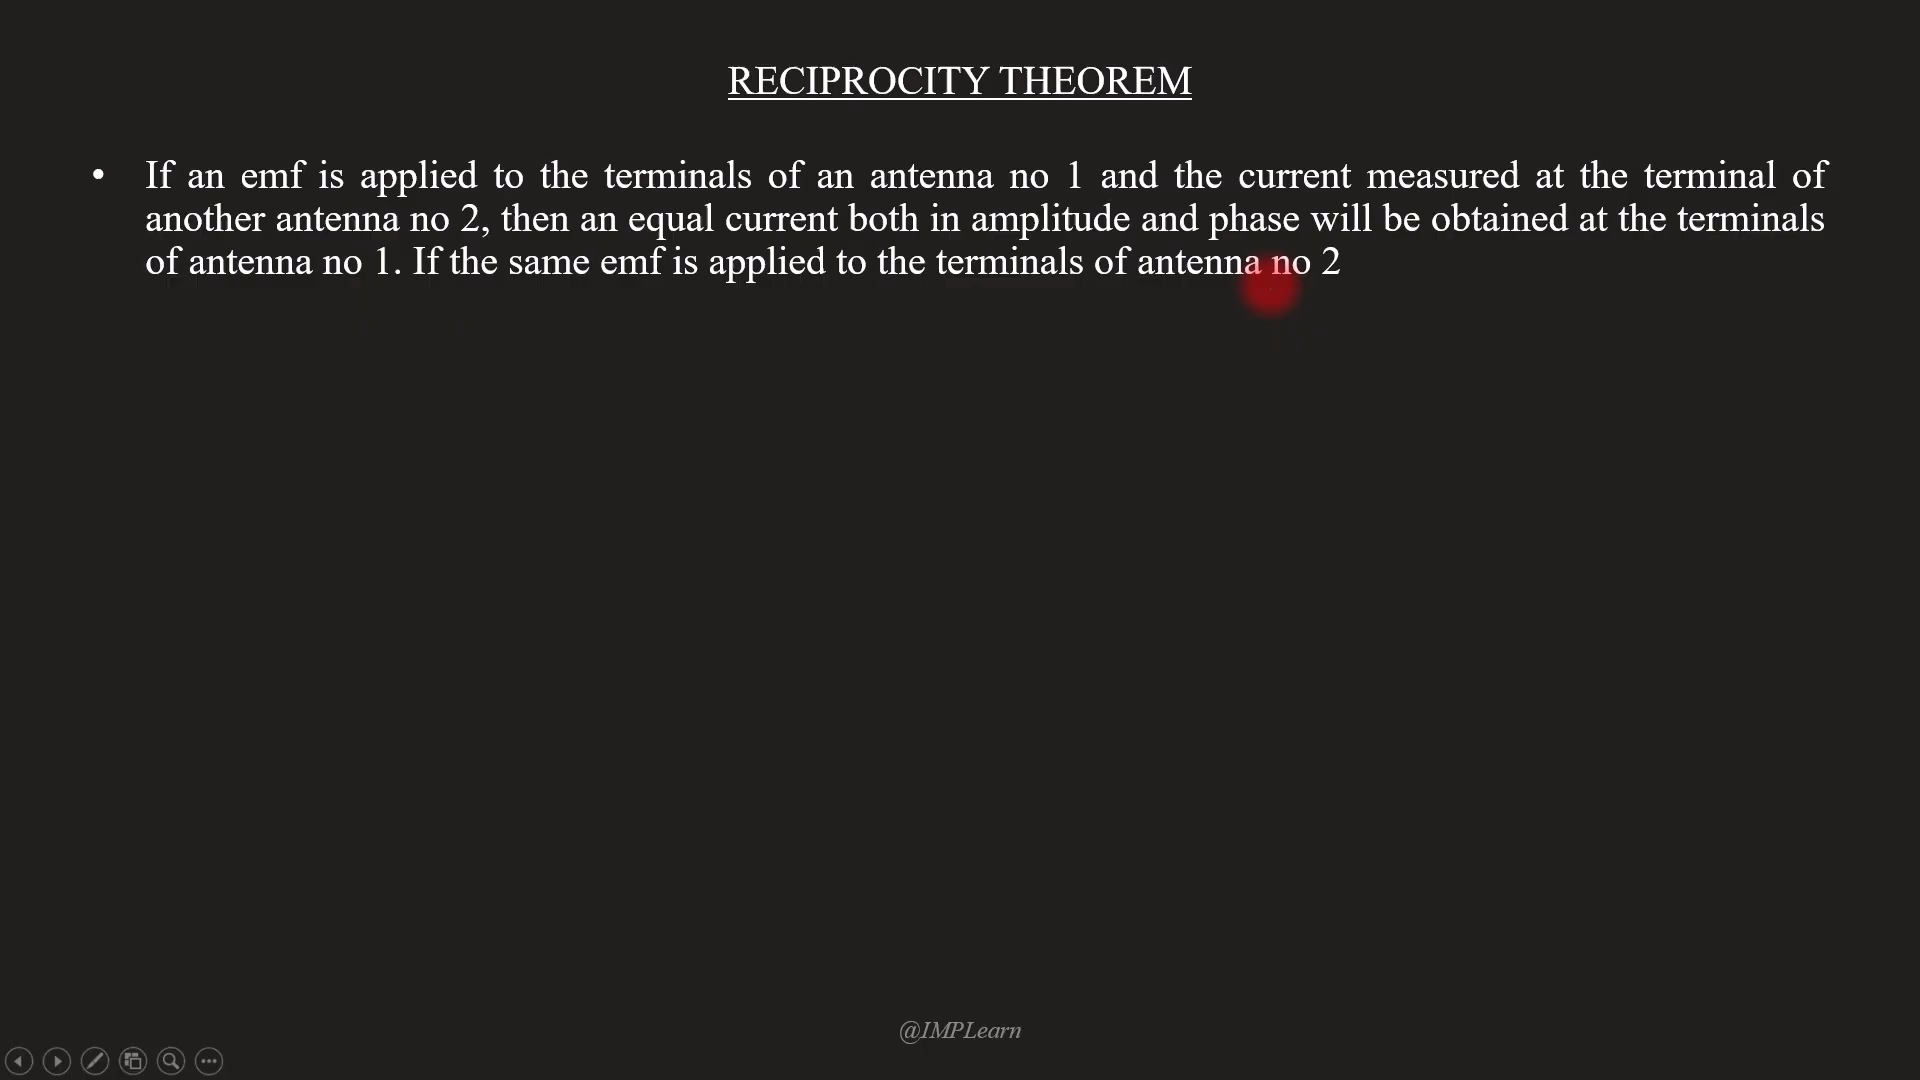 RECIPROCITY THEOREM
• If an emf is applied to the terminals of an antenna no 1 and the current measured at the terminal of
another antenna no 2, then an equal current both in amplitude and phase will be obtained at the terminals
of antenna no 1. If the same emf is applied to the terminals of antenna no 2
@IMPLearn